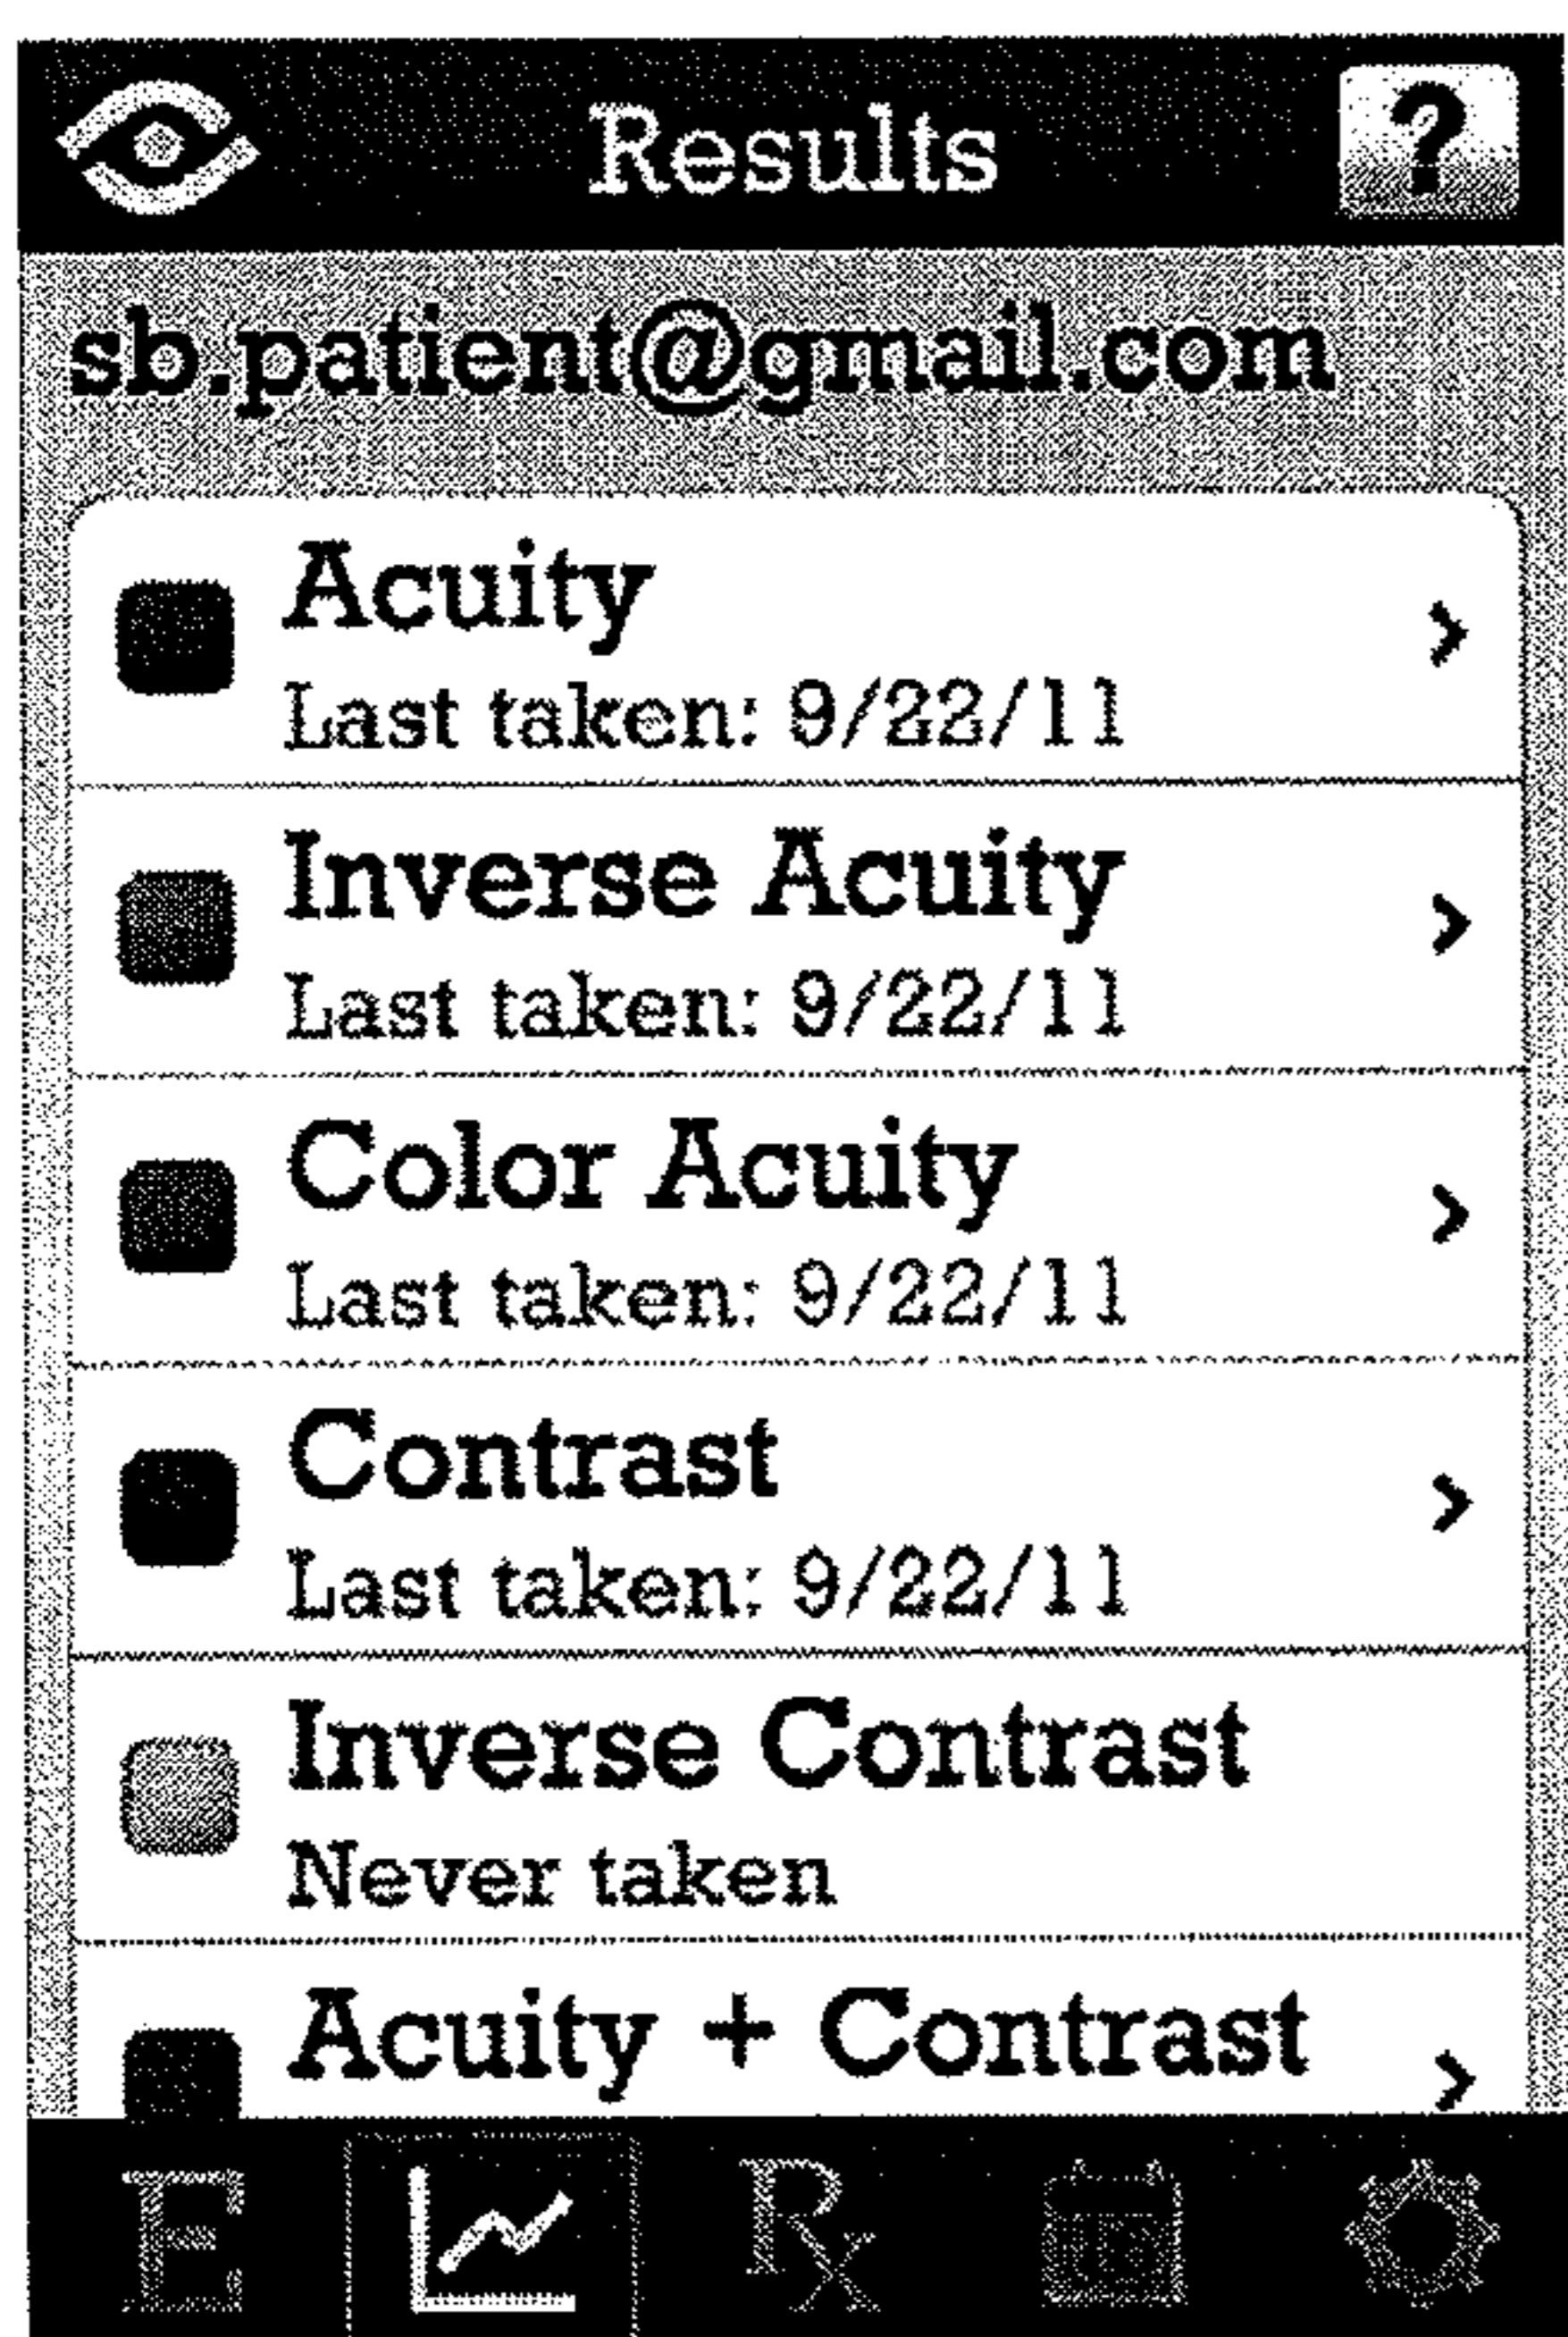 Results
?
sb.patient@gmail.com
Acuity
Last taken: 9/22/11
Inverse Acuity
Last taken: 9/22/11
Color Acuity
Last taken: 9/22/11
Contrast
Last taken: 9/22/11
Inverse Contrast
Never taken
Acuity + Contrast
E Rx